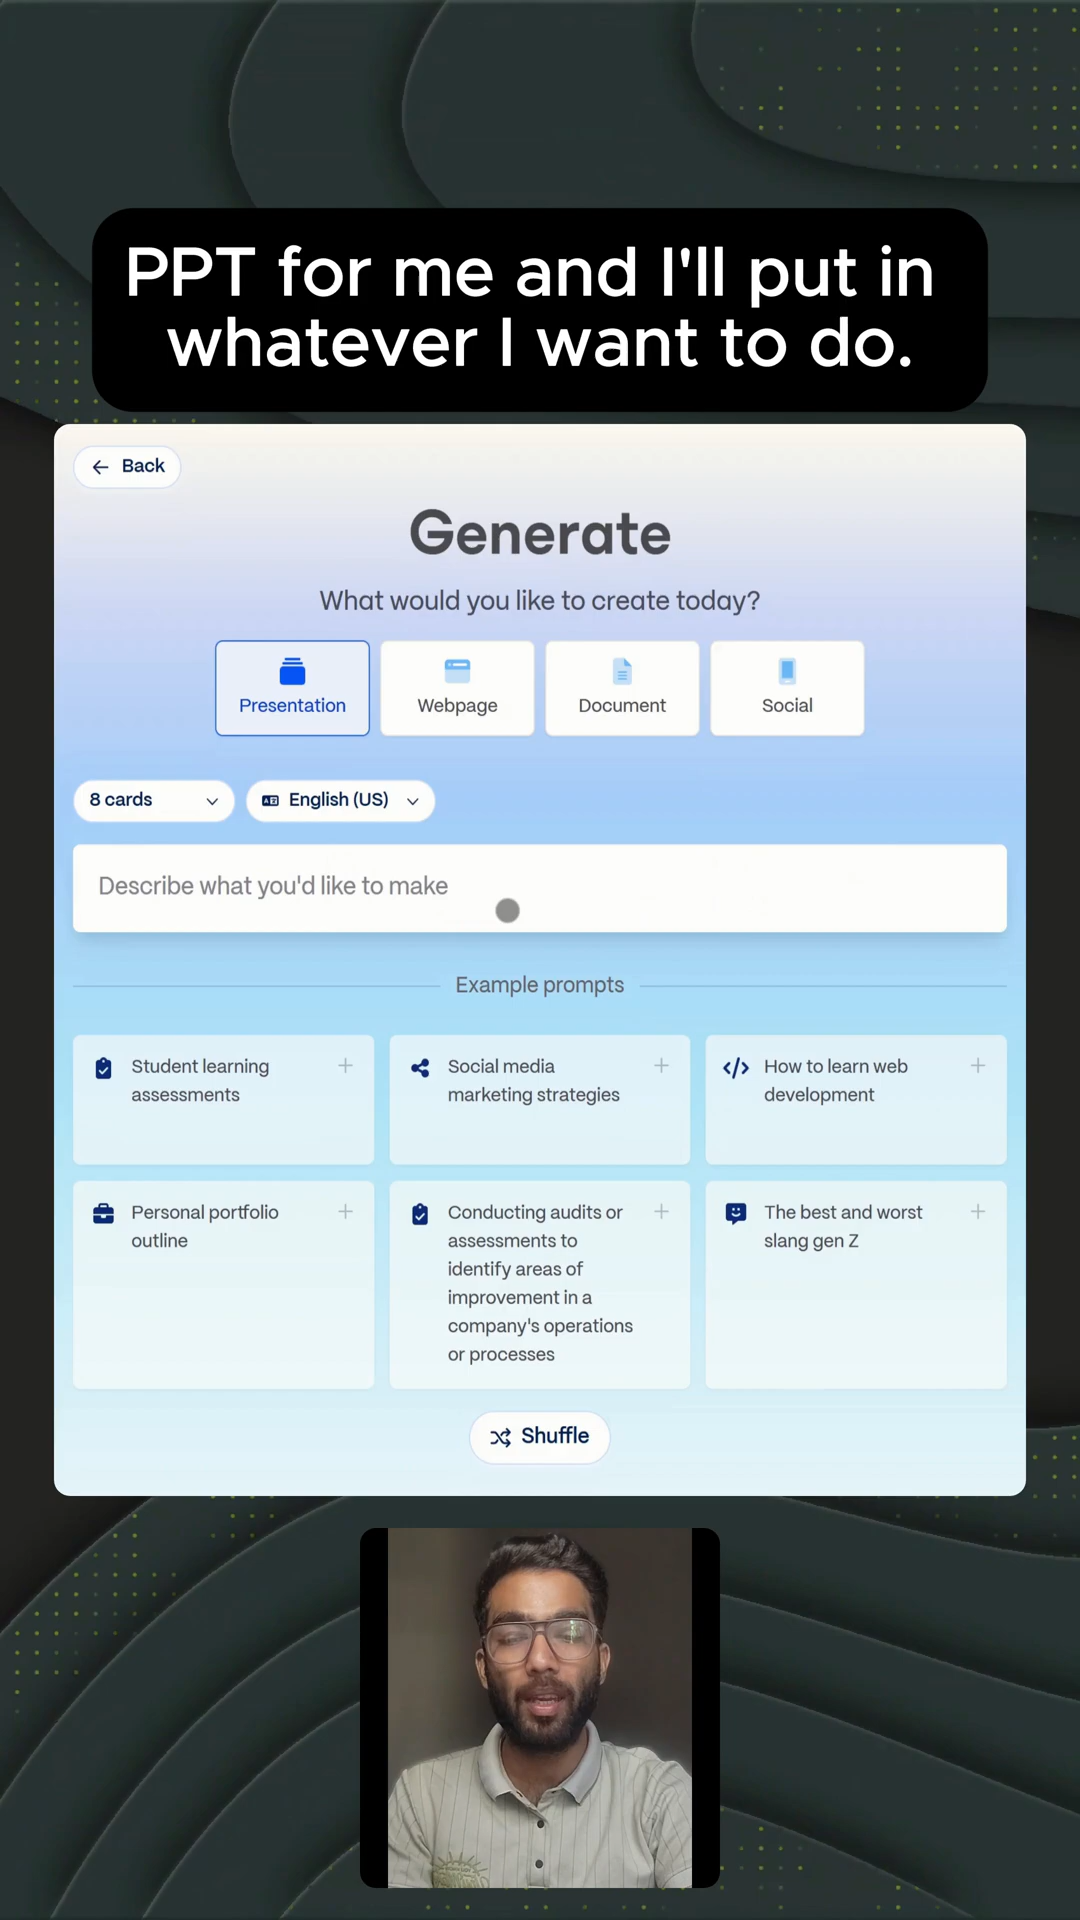 PPT for me and I'll put in
whatever I want to do.
Back
Generate
What would you like to create today?
Presentation
Webpage
Document
Social
8 cards
English (US)
Describe what you'd like to make
Example prompts
Student learning
assessments
Social media
marketing strategies
How to learn web
development
Personal portfolio
outline
Conducting audits or
assessments to
identify areas of
improvement in a
company's operations
or processes
The best and worst
slang gen Z
Shuffle